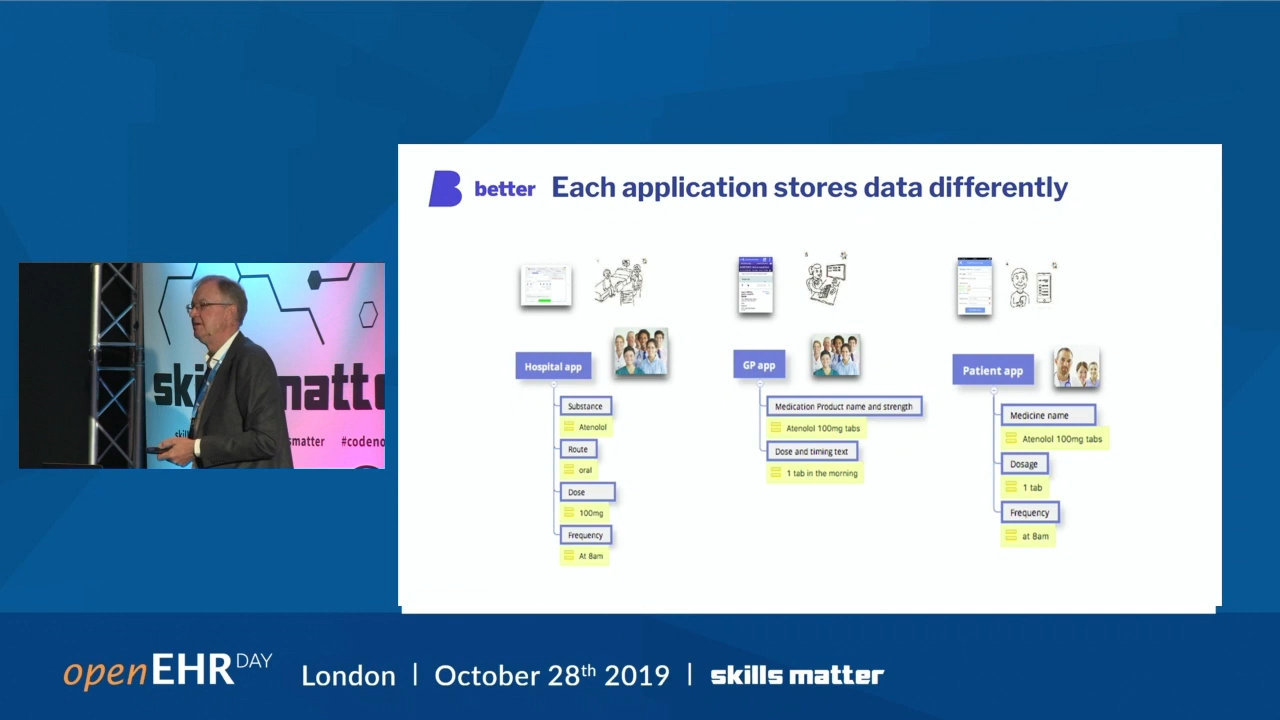 better Each application stores data differently
Hospital app
Substance
Atenolol
Route
oral
Dose
100mg
Frequency
At 8am
GP app
Medication Product name and strength
Atenolol 100mg tabs
Dose and timing text
1 tab in the morning
Patient app
Medicine name
Atenolol 100mg tabs
Dosage
1 tab
Frequency
at 8am
matt
#codeno
openEHR DAY
London | October 28th 2019 | skills matter